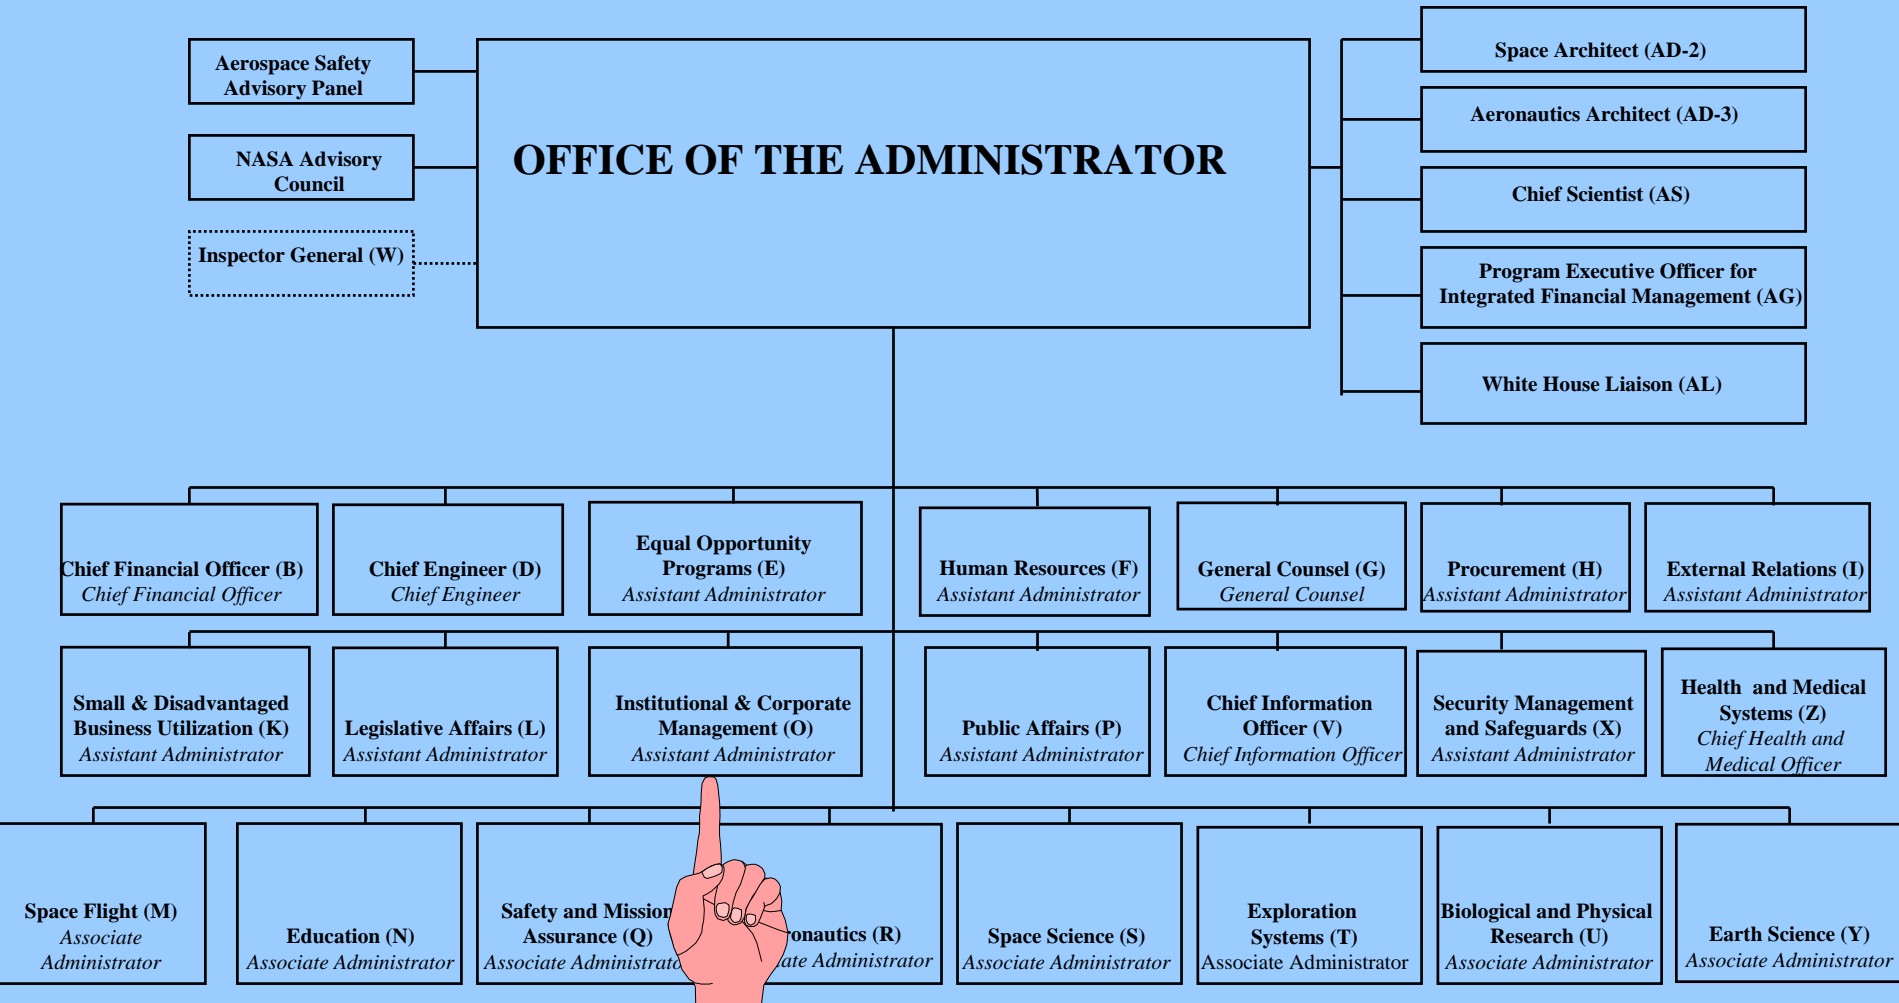 Aerospace Safety
Advisory Panel
NASA Advisory
Council
Inspector General (W)
OFFICE OF THE ADMINISTRATOR
Space Architect (AD-2)
Aeronautics Architect (AD-3)
Chief Scientist (AS)
Program Executive Officer for
Integrated Financial Management (AG)
White House Liaison (AL)
Chief Financial Officer (B)
Chief Financial Officer
Chief Engineer (D)
Chief Engineer
Equal Opportunity
Programs (E)
Assistant Administrator
Human Resources (F)
Assistant Administrator
General Counsel (G)
General Counsel
Procurement (H)
Assistant Administrator
External Relations (I)
Assistant Administrator
Small & Disadvantaged
Business Utilization (K)
Assistant Administrator
Legislative Affairs (L)
Assistant Administrator
Institutional & Corporate
Management (O)
Assistant Administrator
Public Affairs (P)
Assistant Administrator
Chief Information
Officer (V)
Chief Information Officer
Security Management
and Safeguards (X)
Assistant Administrator
Health and Medical
Systems (Z)
Chief Health and
Medical Officer
Space Flight (M)
Associate
Administrator
Education (N)
Associate Administrator
Safety and Mission
Assurance (Q)
Associate
(R)
Administrator
Space Science (S)
Associate Administrator
Exploration
Systems (T)
Associate Administrator
Biological and Physical
Research (U)
Associate Administrator
Earth Science (Y)
Associate Administrator